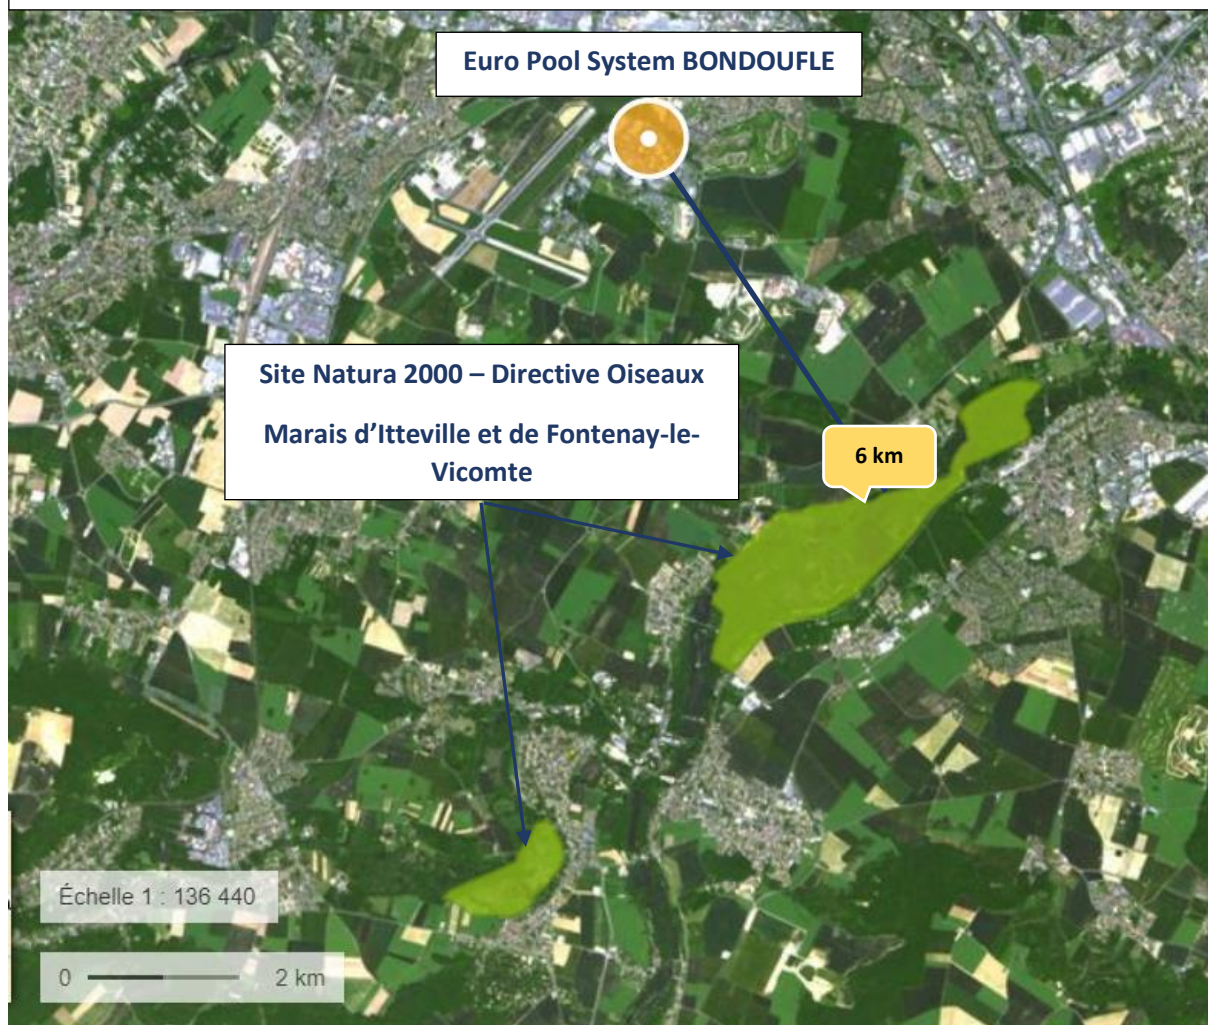 Euro Pool System BONDOUFLE
Site Natura 2000 – Directive Oiseaux
Marais d’Itteville et de Fontenay-le-
Vicomte
6 km
Échelle 1 : 136 440
0 2 km